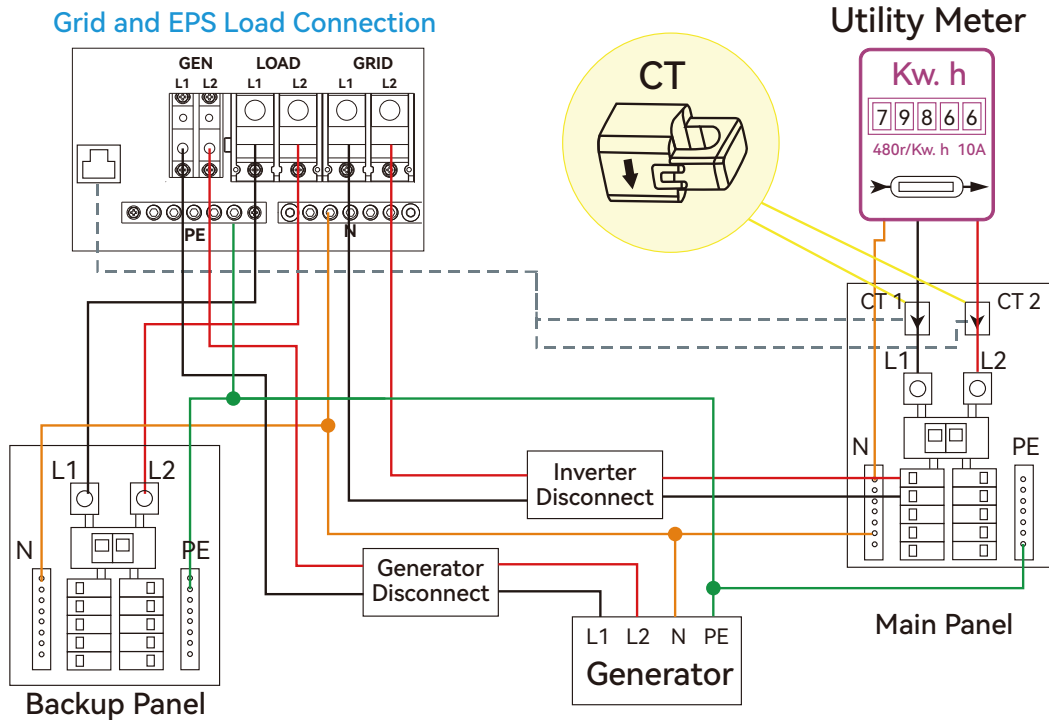 Grid and EPS Load Connection
Utility Meter
GEN LOAD GRID
L1 L2 L1 L2 L1 L2
PE
N
CT
Kw. h
79866
480r/Kw. h 10A
CT 1
CT 2
L1
L2
N
PE
Main Panel
Inverter
Disconnect
Generator
Disconnect
L1 L2 N PE
Generator
L1
L2
N
PE
Backup Panel